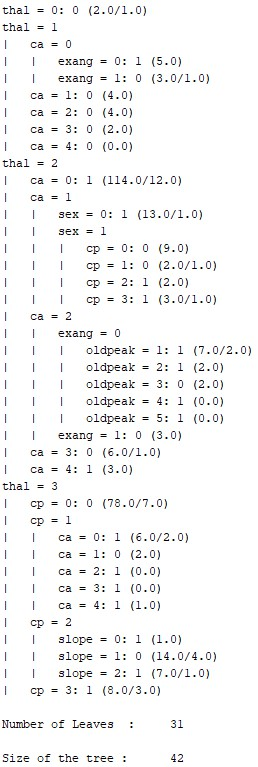 thal = 0: 0 (2.0/1.0)
thal = 1
|   ca = 0
|   |   exang = 0: 1 (5.0)
|   |   exang = 1: 0 (3.0/1.0)
|   ca = 1: 0 (4.0)
|   ca = 2: 0 (4.0)
|   ca = 3: 0 (2.0)
|   ca = 4: 0 (0.0)
thal = 2
|   ca = 0: 1 (114.0/12.0)
|   ca = 1
|   |   sex = 0: 1 (13.0/1.0)
|   |   sex = 1
|   |   |   cp = 0: 0 (9.0)
|   |   |   cp = 1: 0 (2.0/1.0)
|   |   |   cp = 2: 1 (2.0)
|   |   |   cp = 3: 1 (3.0/1.0)
|   ca = 2
|   |   exang = 0
|   |   |   oldpeak = 1: 1 (7.0/2.0)
|   |   |   oldpeak = 2: 1 (2.0)
|   |   |   oldpeak = 3: 0 (2.0)
|   |   |   oldpeak = 4: 1 (0.0)
|   |   |   oldpeak = 5: 1 (0.0)
|   |   exang = 1: 0 (3.0)
|   ca = 3: 0 (6.0/1.0)
|   ca = 4: 1 (3.0)
thal = 3
|   cp = 0: 0 (78.0/7.0)
|   cp = 1
|   |   ca = 0: 1 (6.0/2.0)
|   |   ca = 1: 0 (2.0)
|   |   ca = 2: 1 (0.0)
|   |   ca = 3: 1 (0.0)
|   |   ca = 4: 1 (1.0)
|   cp = 2
|   |   slope = 0: 1 (1.0)
|   |   slope = 1: 0 (14.0/4.0)
|   |   slope = 2: 1 (7.0/1.0)
|   cp = 3: 1 (8.0/3.0)
Number of Leaves  :     31
Size of the tree :      42